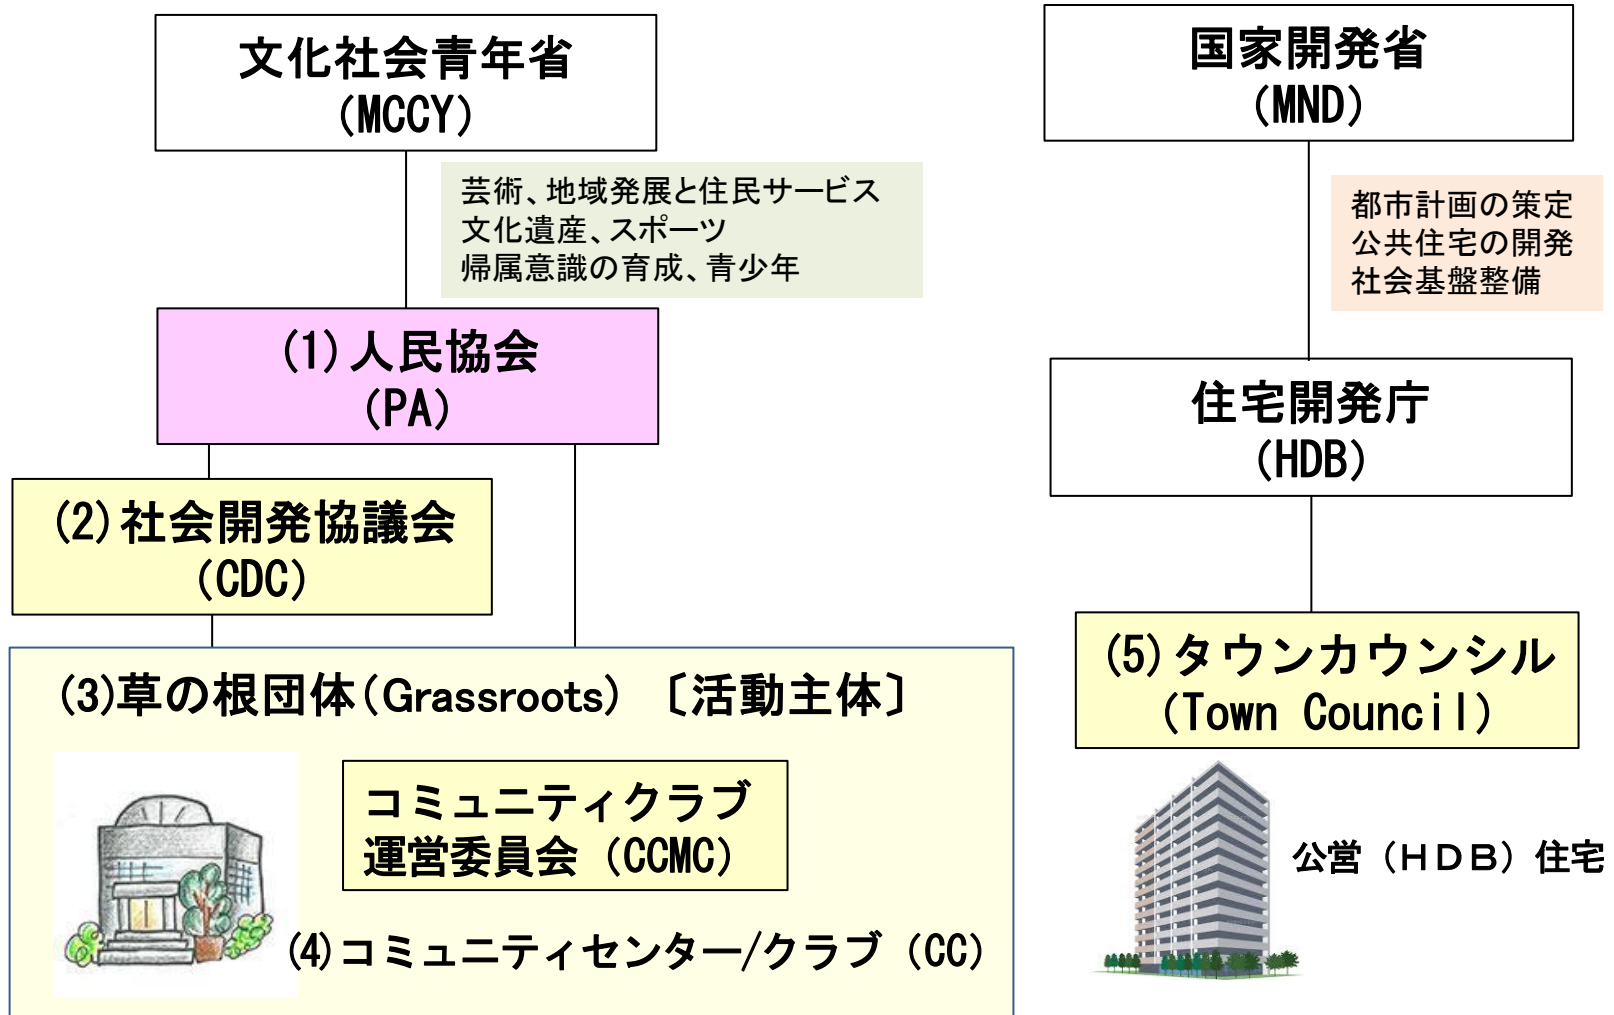 文化社会青年省
(MCCY)
芸術、地域発展と住民サービス
文化遺産、スポーツ
帰属意識の育成、青少年
(1)人民協会
(PA)
(2)社会開発協議会
(CDC)
(3)草の根団体(Grassroots)〔活動主体〕
コミュニティクラブ
運営委員会（CCMC）
(4)コミュニティセンター/クラブ（CC）
国家開発省
(MND)
都市計画の策定
公共住宅の開発
社会基盤整備
住宅開発庁
(HDB)
(5)タウンカウンシル
(Town Council)
公営（ＨＤＢ）住宅